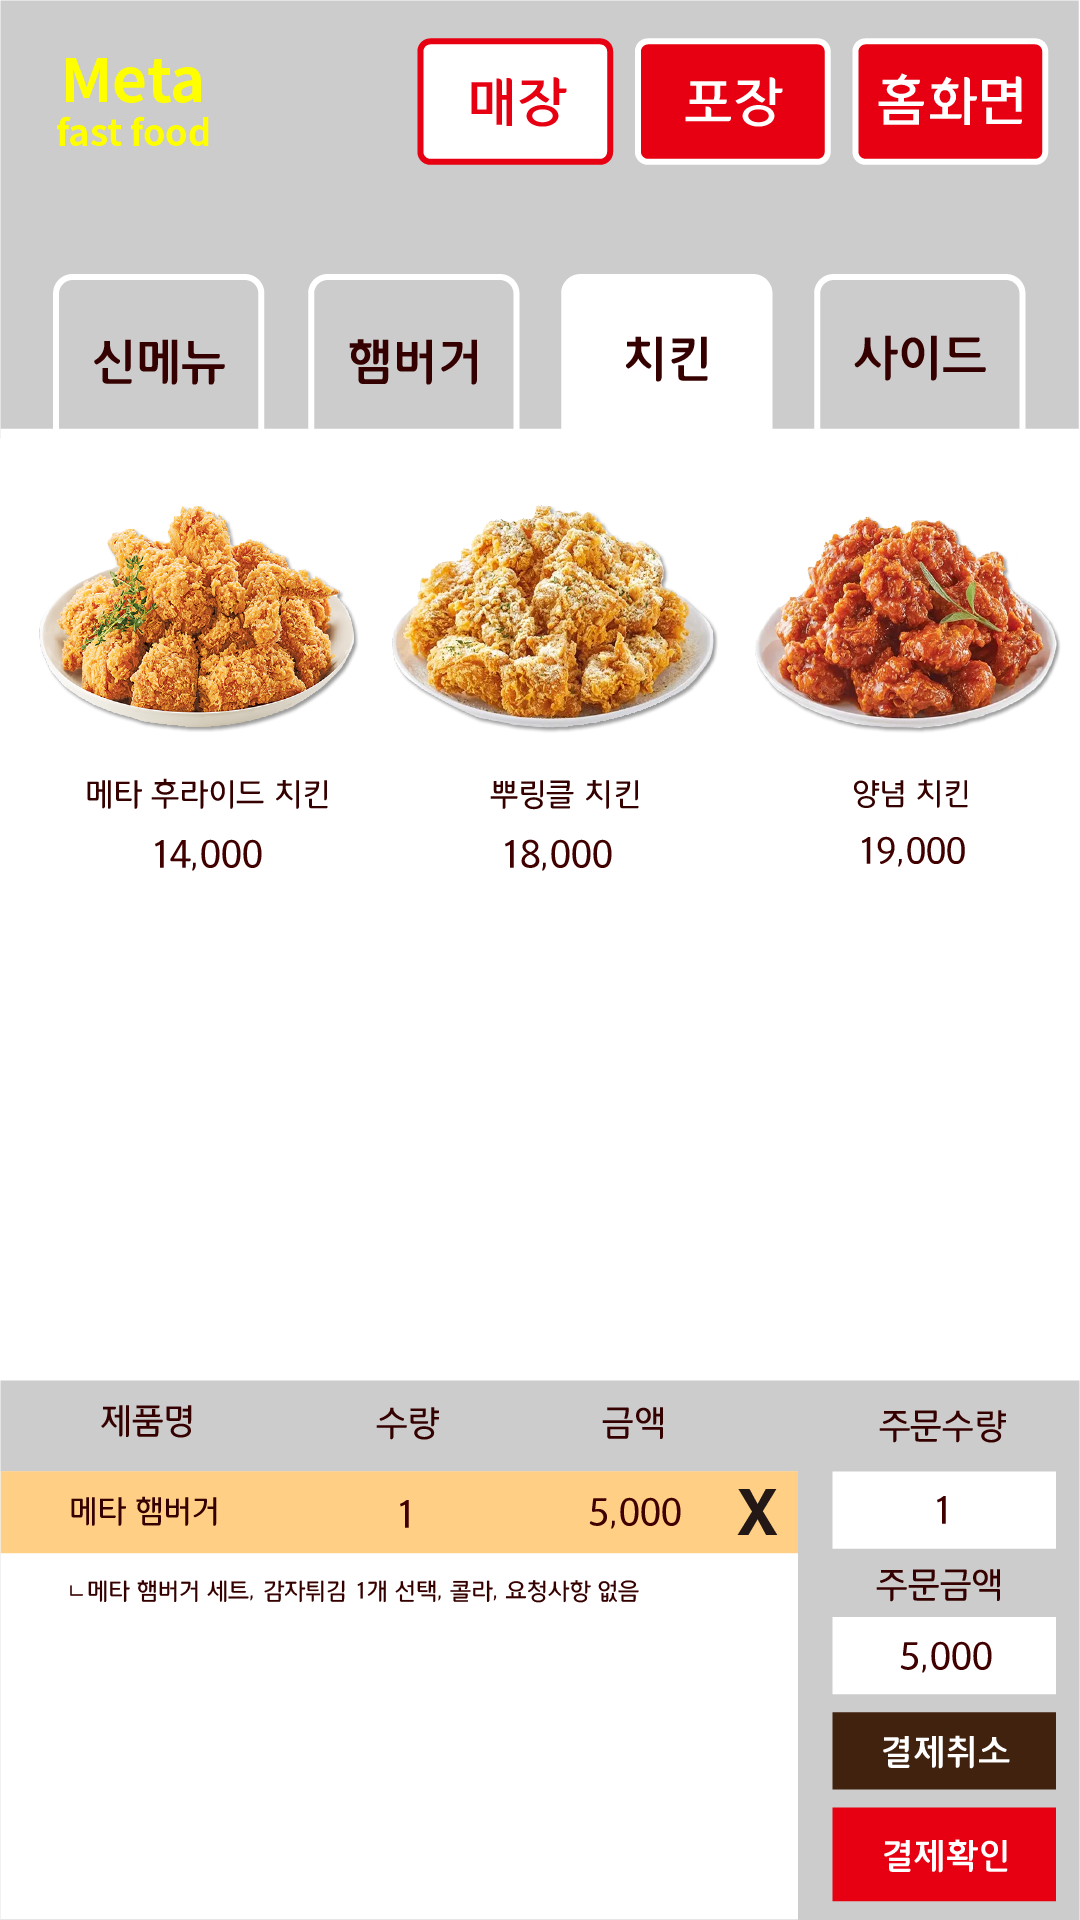 Meta
fast food
매장
포장
홈화면
신메뉴
햄버거
치킨
사이드
메타 후라이드 치킨
14,000
뿌링클 치킨
18,000
양념 치킨
19,000
제품명 수량 금액
메타 햄버거 1 5,000 X
ㄴ메타 햄버거 세트, 감자튀김 1개 선택, 콜라, 요청사항 없음
주문수량
1
주문금액
5,000
결제취소
결제확인